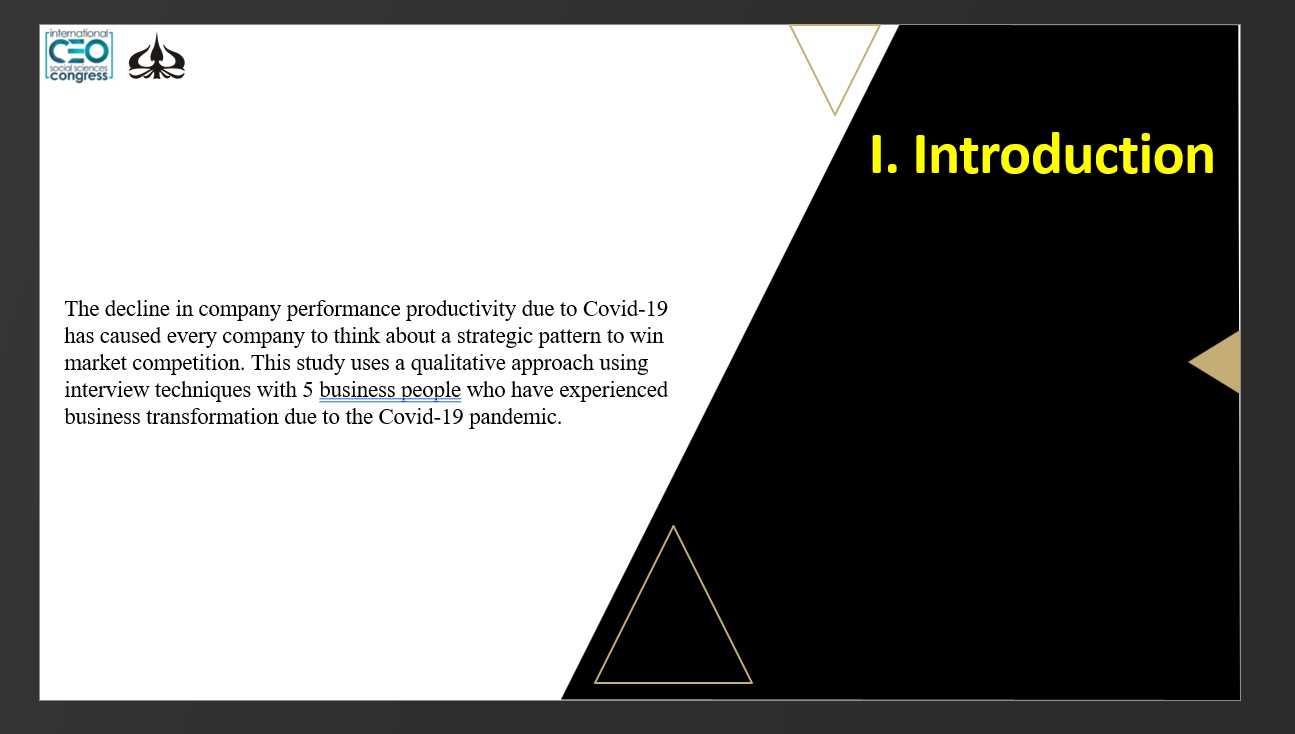 international
CEO
social sciences
congress
I. Introduction
The decline in company performance productivity due to Covid-19
has caused every company to think about a strategic pattern to win
market competition. This study uses a qualitative approach using
interview techniques with 5 business people who have experienced
business transformation due to the Covid-19 pandemic.